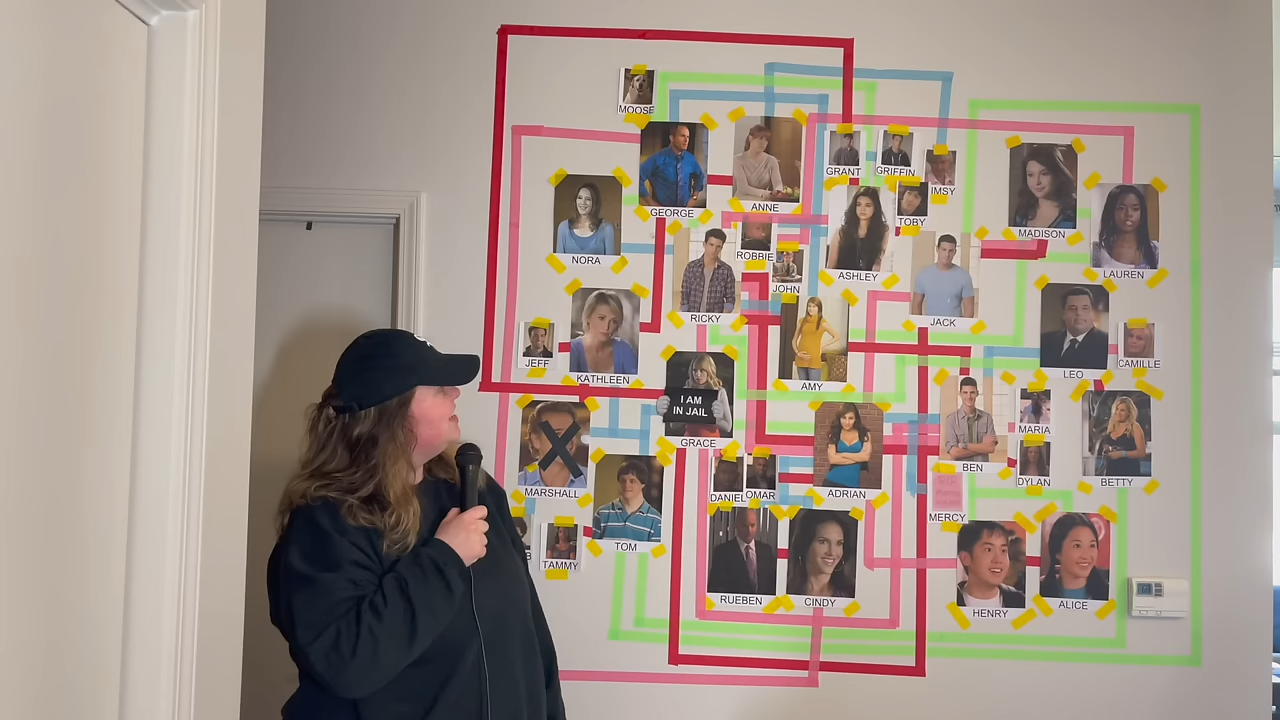 MOOSE
GEORGE
ANNE
GRANT
GRIFFIN
IMSY
TOBY
MADISON
LAUREN
NORA
ROBBIE
JOHN
ASHLEY
RICKY
JACK
JEFF
KATHLEEN
AMY
LEO
CAMILLE
I AM
IN JAIL
GRACE
MARSHALL
TOM
TAMMY
DANIEL
OMAR
ADRIAN
BEN
MARIA
DYLAN
BETTY
MERCY
RUEBEN
CINDY
HENRY
ALICE